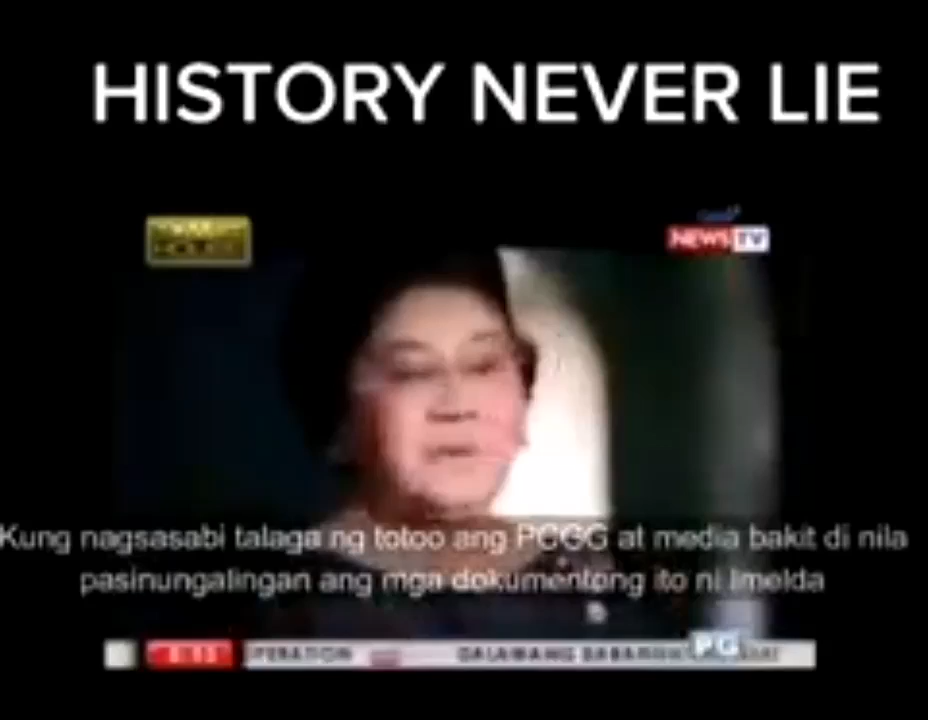 HISTORY NEVER LIE
NEWS TV
Kung nagsasabi talaga ng totoo ang PCGG at media bakit di nila
pasinungalingan ang mga dokumentong ito ni Imelda
PG
DALAWANG